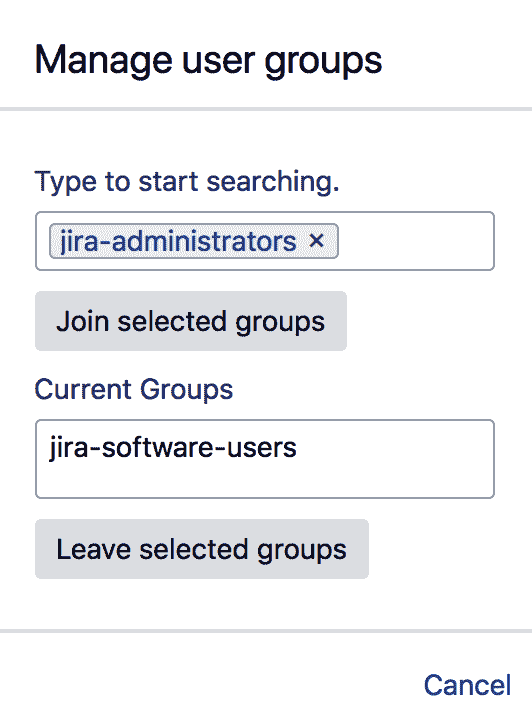 Manage user groups
Type to start searching.
jira-administrators ×
Join selected groups
Current Groups
jira-software-users
Leave selected groups
Cancel